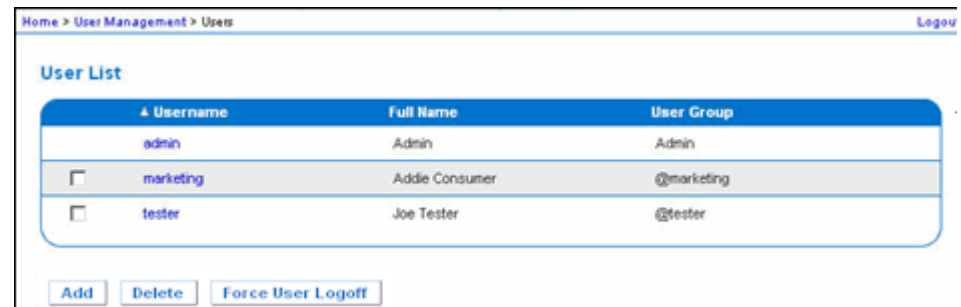 Home > User Management > Users Logout
User List
▲ Username Full Name User Group
admin Admin Admin
marketing Addie Consumer @marketing
tester Joe Tester @tester
Add Delete Force User Logoff